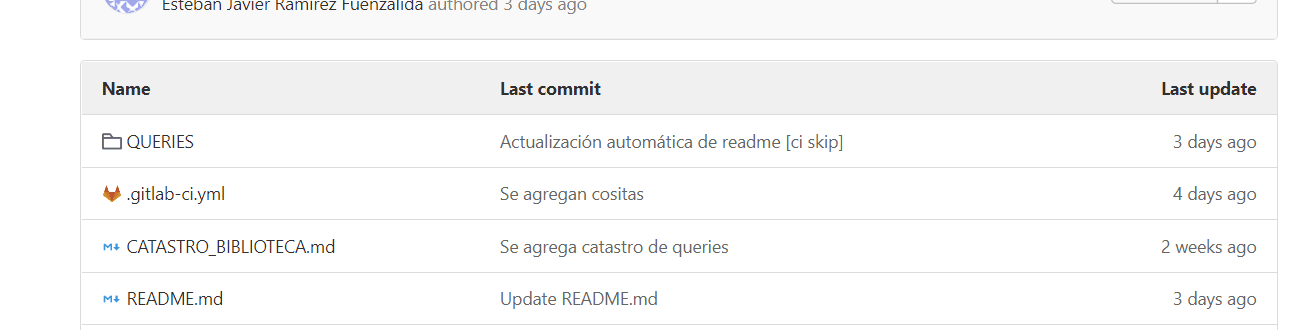 Esteban Javier Ramírez Fuenzalida authored 3 days ago
Name Last commit Last update
QUERIES Actualización automática de readme [ci skip] 3 days ago
.gitlab-ci.yml Se agregan cositas 4 days ago
CATASTRO_BIBLIOTECA.md Se agrega catastro de queries 2 weeks ago
README.md Update README.md 3 days ago